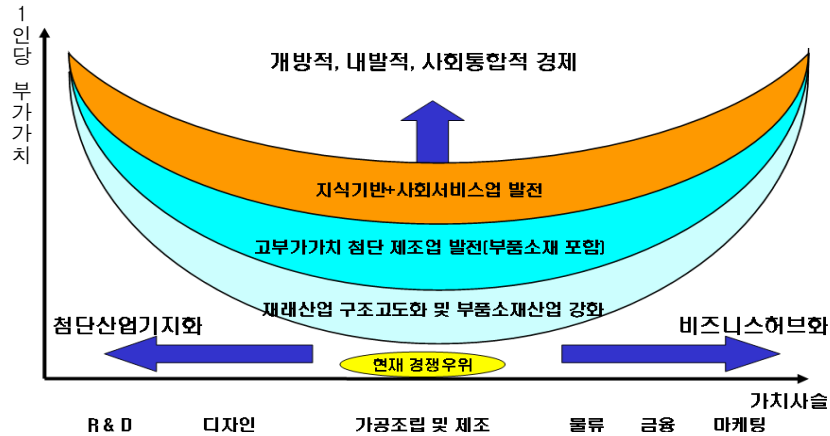 1인당 부가가치
개방적, 내발적, 사회통합적 경제
지식기반+사회서비스업 발전
고부가가치 첨단 제조업 발전(부품소재 포함)
재래산업 구조고도화 및 부품소재산업 강화
첨단산업기지화
비즈니스허브화
현재 경쟁우위
가치사슬
R & D 디자인 가공조립 및 제조 물류 금융 마케팅